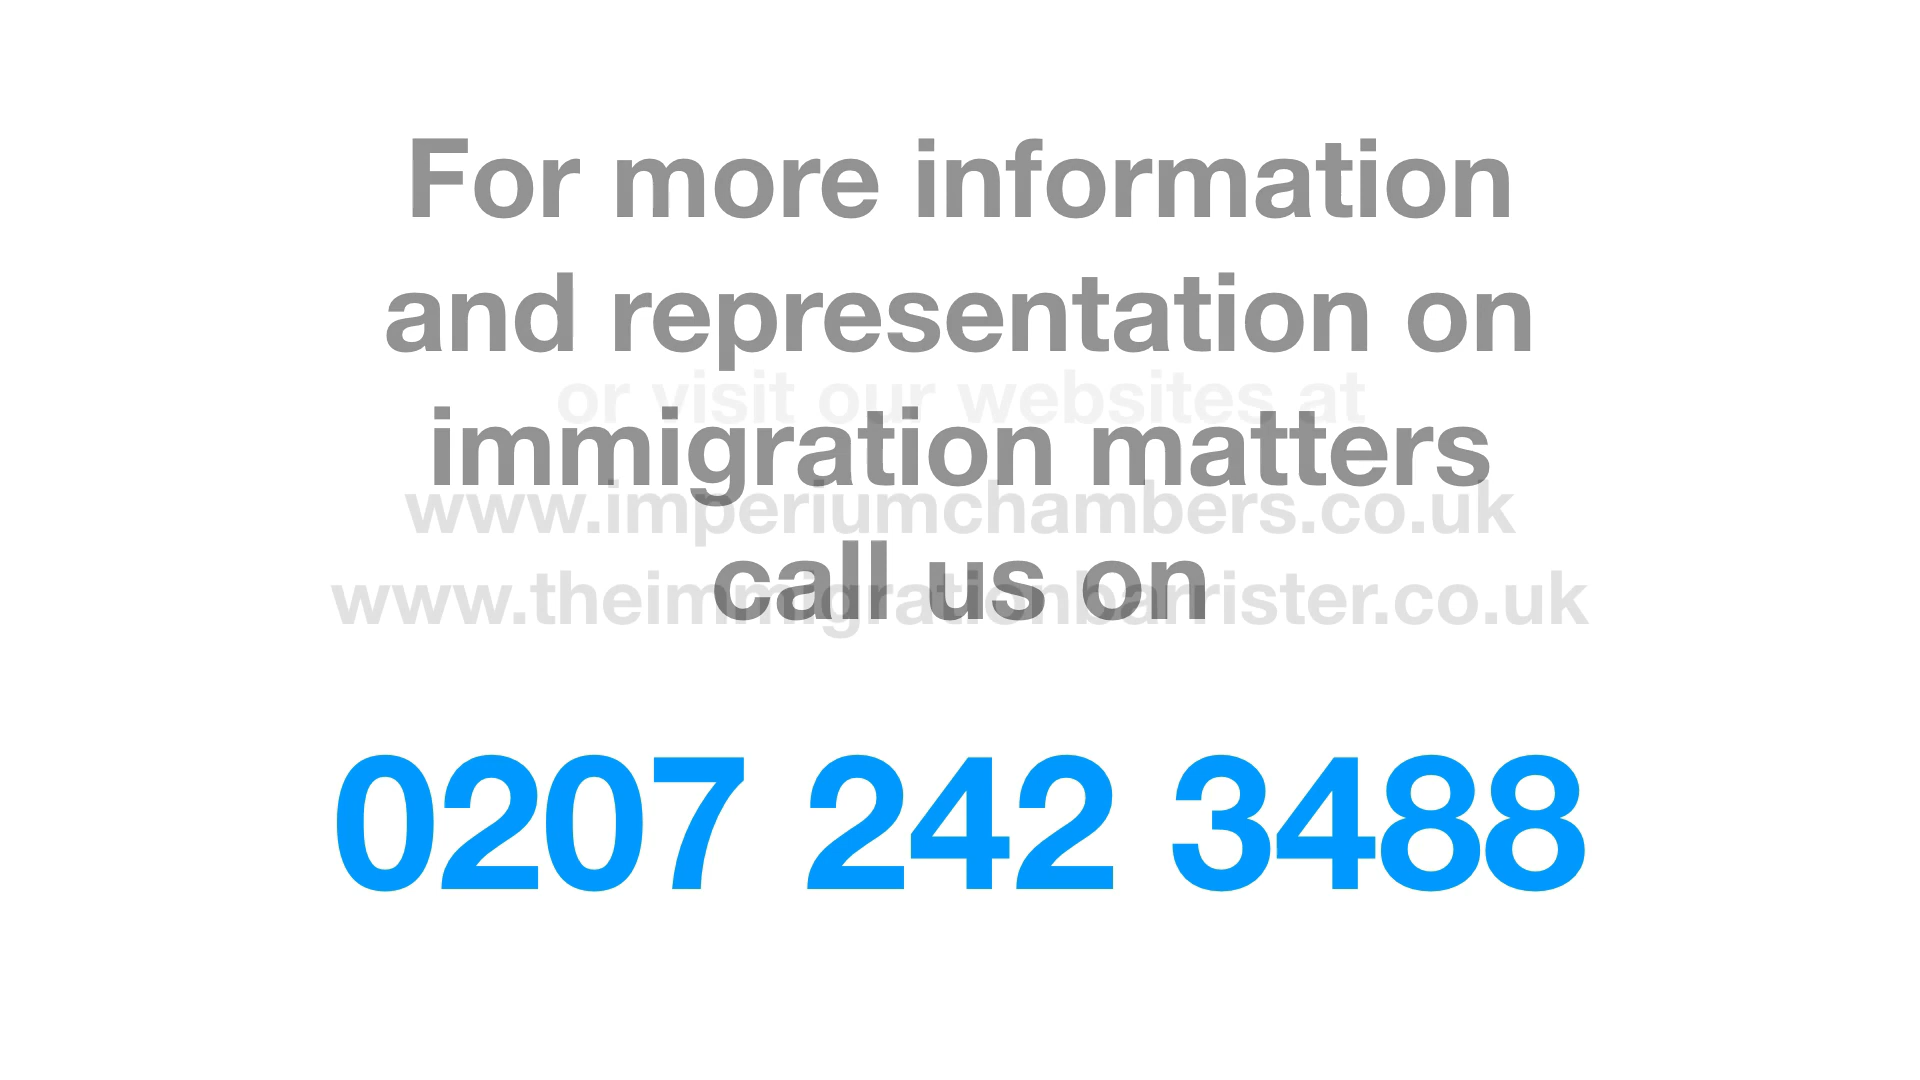 For more information
and representation on
or visit our websites at
immigration matters
www.imperiumchambers.co.uk
call us on
www.theimmigrationbarrister.co.uk
0207 242 3488